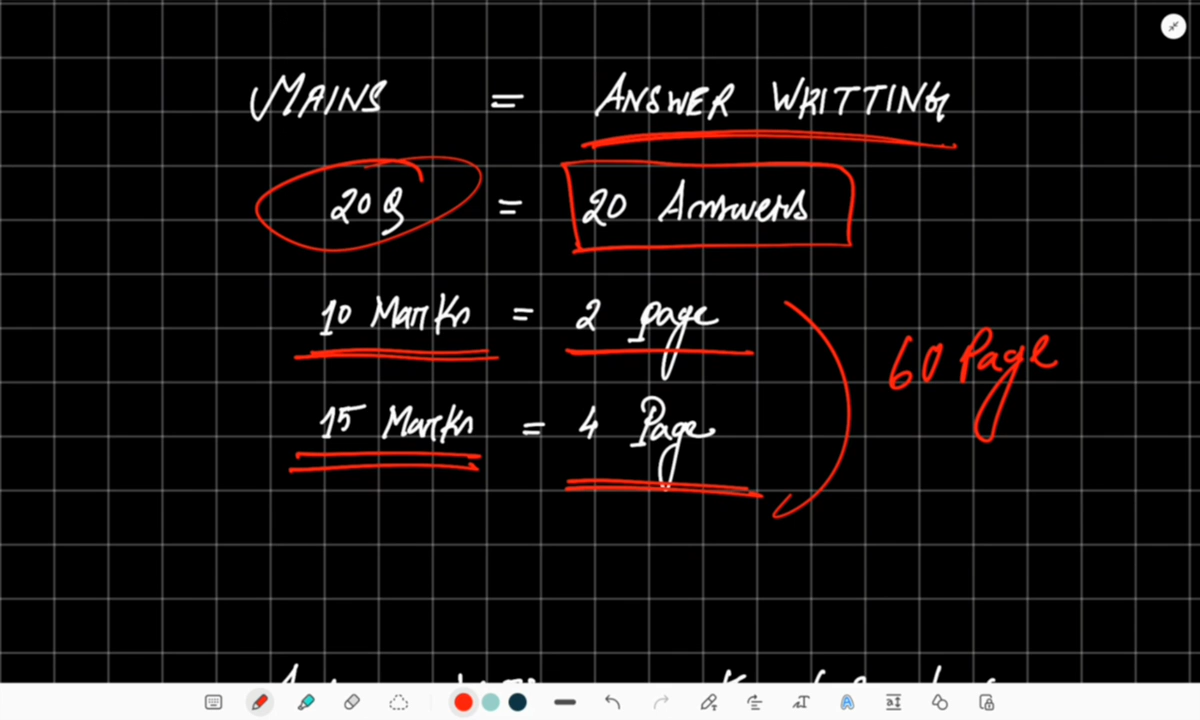 MAINS = ANSWER WRITTING
20 Q = 20 Answers
10 Marks = 2 page
15 Marks = 4 Page
60 Page